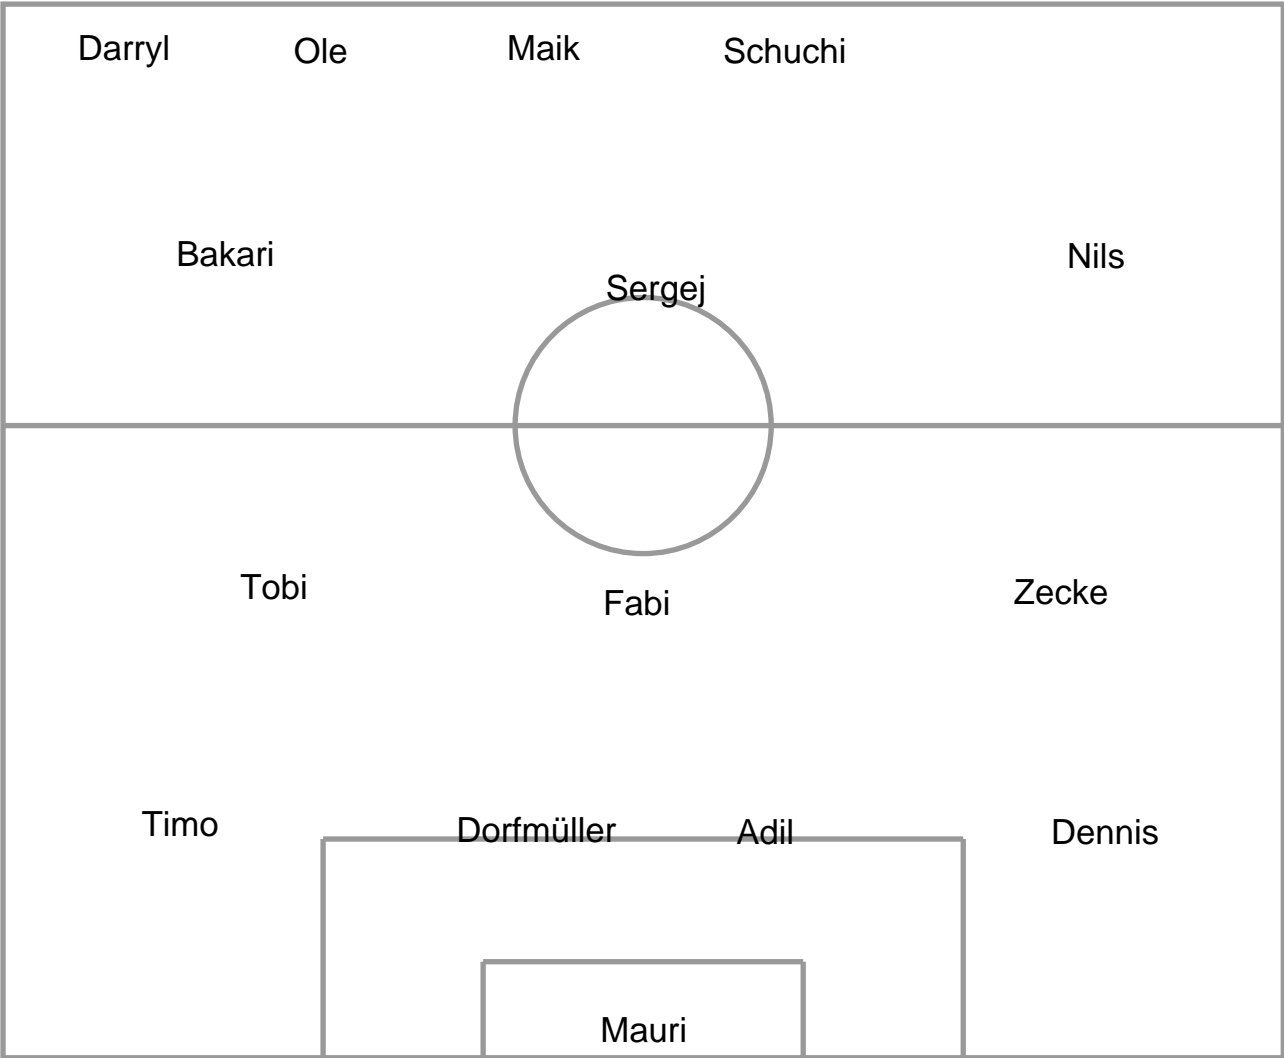 Darryl Ole Maik Schuchi
Bakari Nils
Sergej
Tobi Fabi Zecke
Timo Dorfmüller Adil Dennis
Mauri